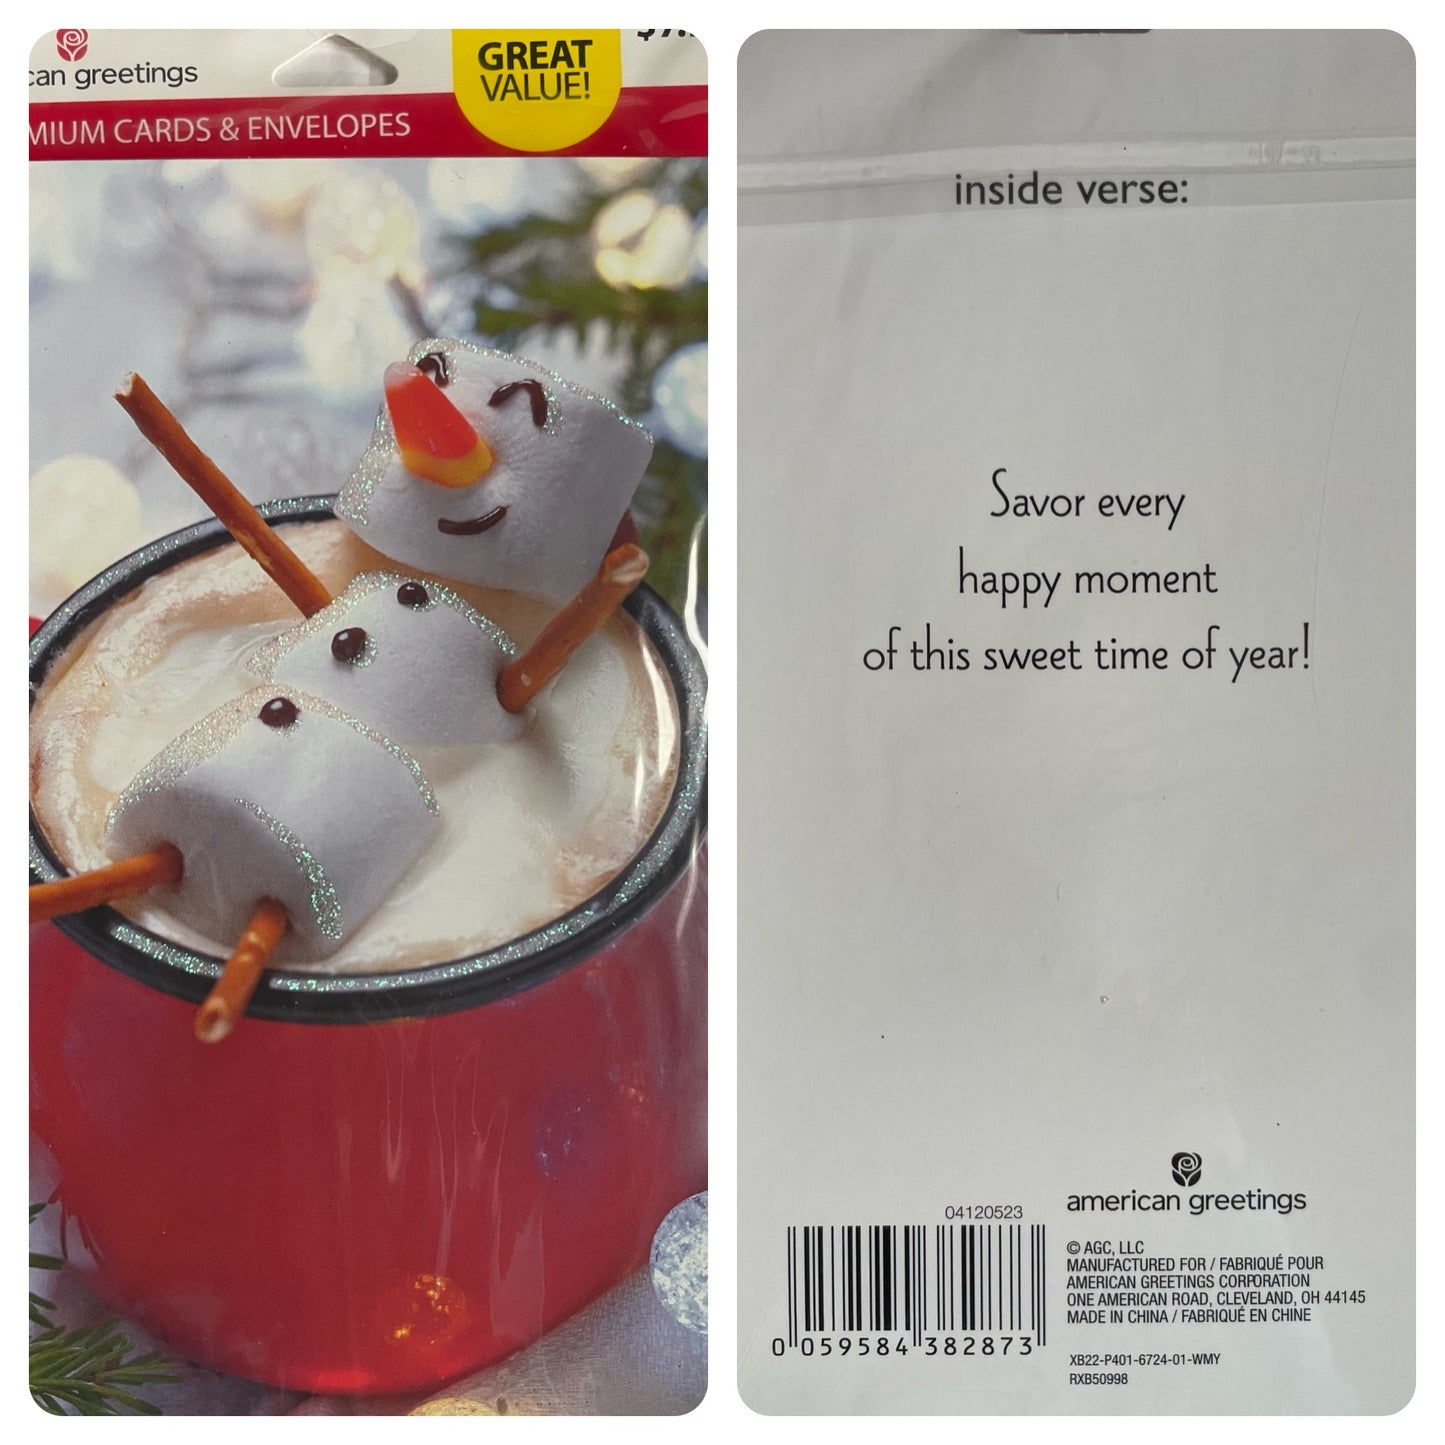 can greetings
GREAT
VALUE!
MIUM CARDS & ENVELOPES
inside verse:
Savor every
happy moment
of this sweet time of year!
04120523
0 059584 382873
american greetings
© AGC, LLC
MANUFACTURED FOR / FABRIQUÉ POUR
AMERICAN GREETINGS CORPORATION
ONE AMERICAN ROAD, CLEVELAND, OH 44145
MADE IN CHINA / FABRIQUÉ EN CHINE
XB22-P401-6724-01-WMY
RXB50998